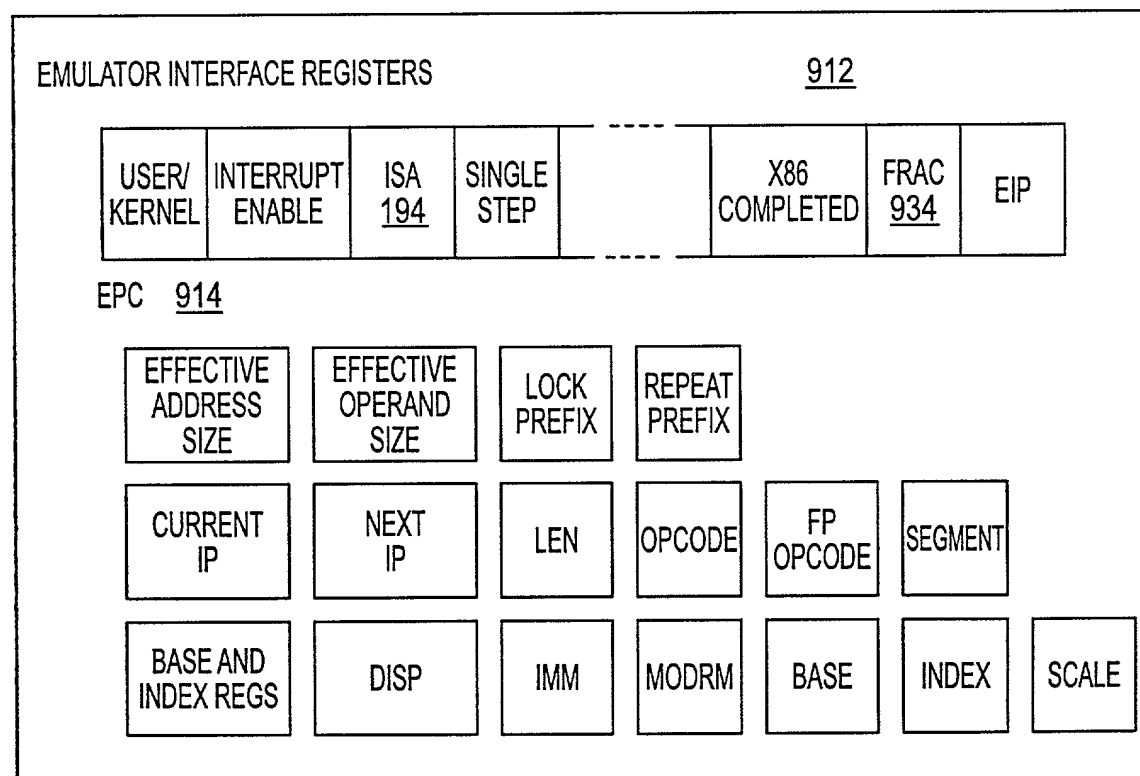 EMULATOR INTERFACE REGISTERS 912
USER/ KERNEL INTERRUPT ENABLE ISA 194 SINGLE STEP X86 COMPLETED FRAC 934 EIP
EPC 914
EFFECTIVE ADDRESS SIZE EFFECTIVE OPERAND SIZE LOCK PREFIX REPEAT PREFIX
CURRENT IP NEXT IP LEN OPCODE FP OPCODE SEGMENT
BASE AND INDEX REGS DISP IMM MODRM BASE INDEX SCALE